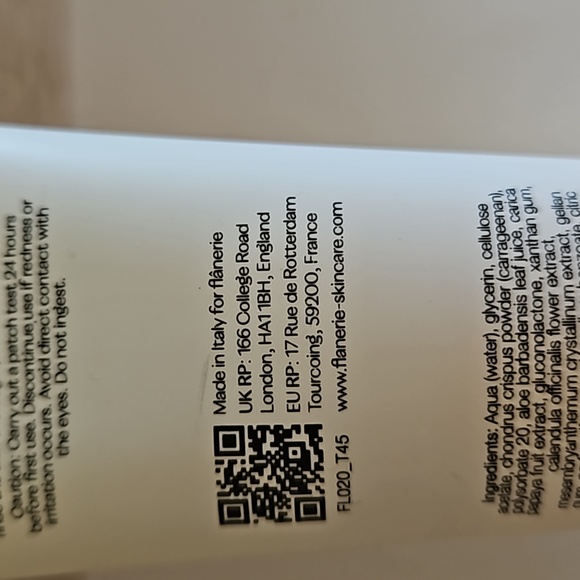 Caution: Carry out a patch test 24 hours
before first use. Discontinue use if redness or
irritation occurs. Avoid direct contact with
the eyes. Do not ingest.
Made in Italy for flânerie
UK RP: 166 College Road
London, HA1 1BH, England
EU RP: 17 Rue de Rotterdam
Tourcoing, 59200, France
FL020_T45 www.flanerie-skincare.com
Ingredients: Aqua (water), glycerin, cellulose
acetate, chondrus crispus powder (carrageenan),
polysorbate 20, aloe barbadensis leaf juice, carica
papaya fruit extract, gluconolactone, xanthan gum,
calendula officinalis flower extract,
mesembryanthemum crystallinum extract, gellan
citric